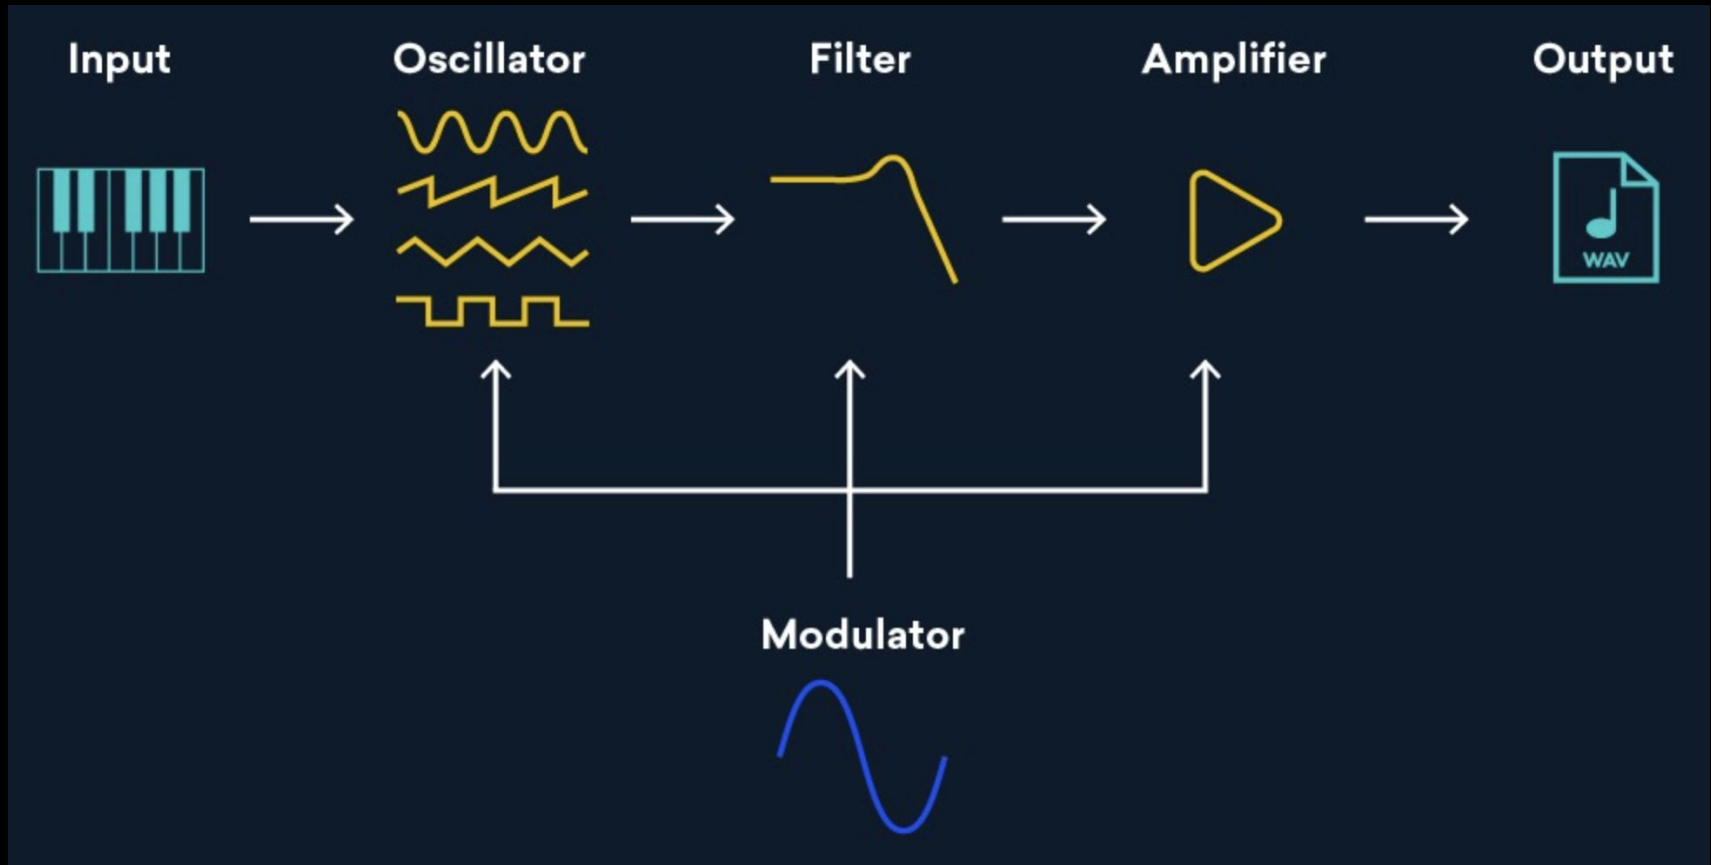 Input
Oscillator
Filter
Amplifier
Output
WAV
Modulator